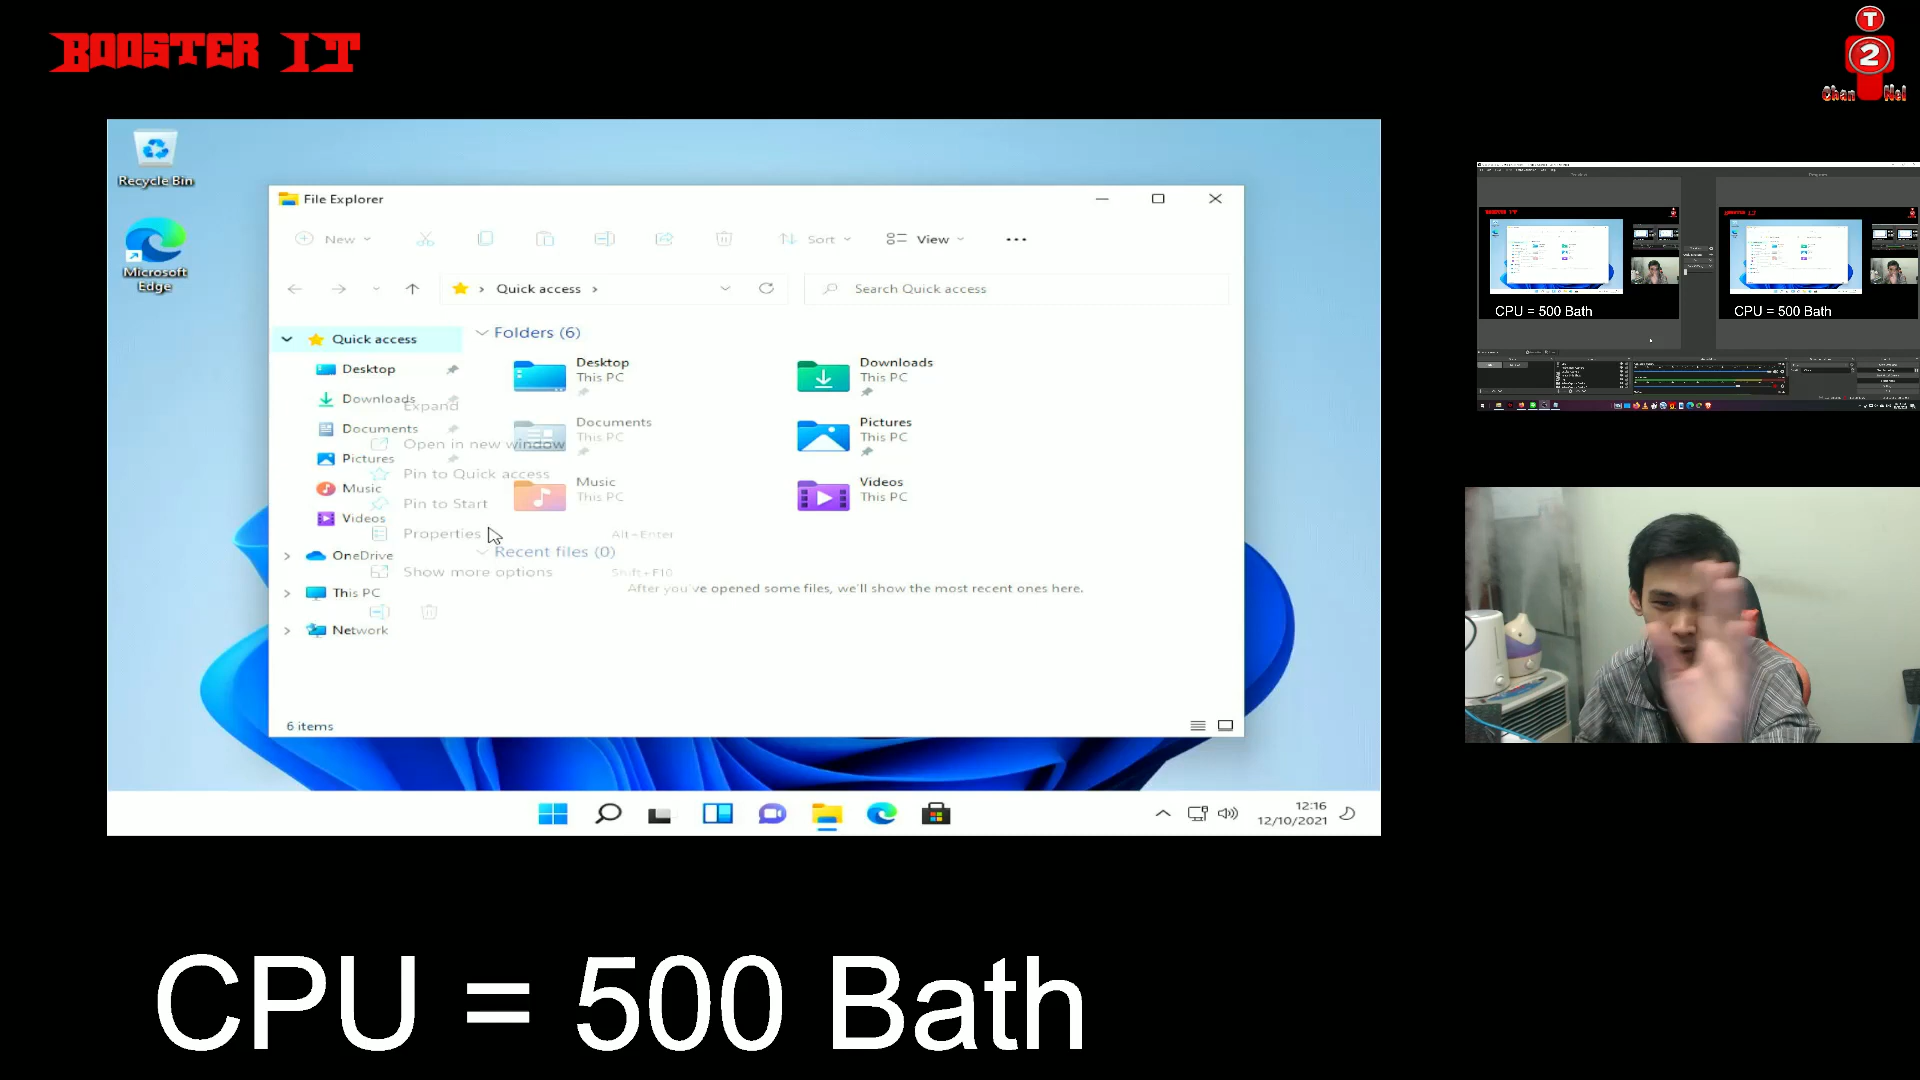 BOOSTER IT
T
2
Chan Nel
Recycle Bin
Microsoft
Edge
File Explorer
New
Sort
View
Quick access
Search Quick access
Quick access
Desktop
Downloads
Documents
Pictures
Music
Videos
OneDrive
This PC
Network
Expand
Open in new window
Pin to Quick access
Pin to Start
Properties Alt+Enter
Show more options Shift+F10
Folders (6)
Desktop
This PC
Downloads
This PC
Documents
This PC
Pictures
This PC
Music
This PC
Videos
This PC
Recent files (0)
After you've opened some files, we'll show the most recent ones here.
6 items
12:16
12/10/2021
CPU = 500 Bath
CPU = 500 Bath
CPU = 500 Bath